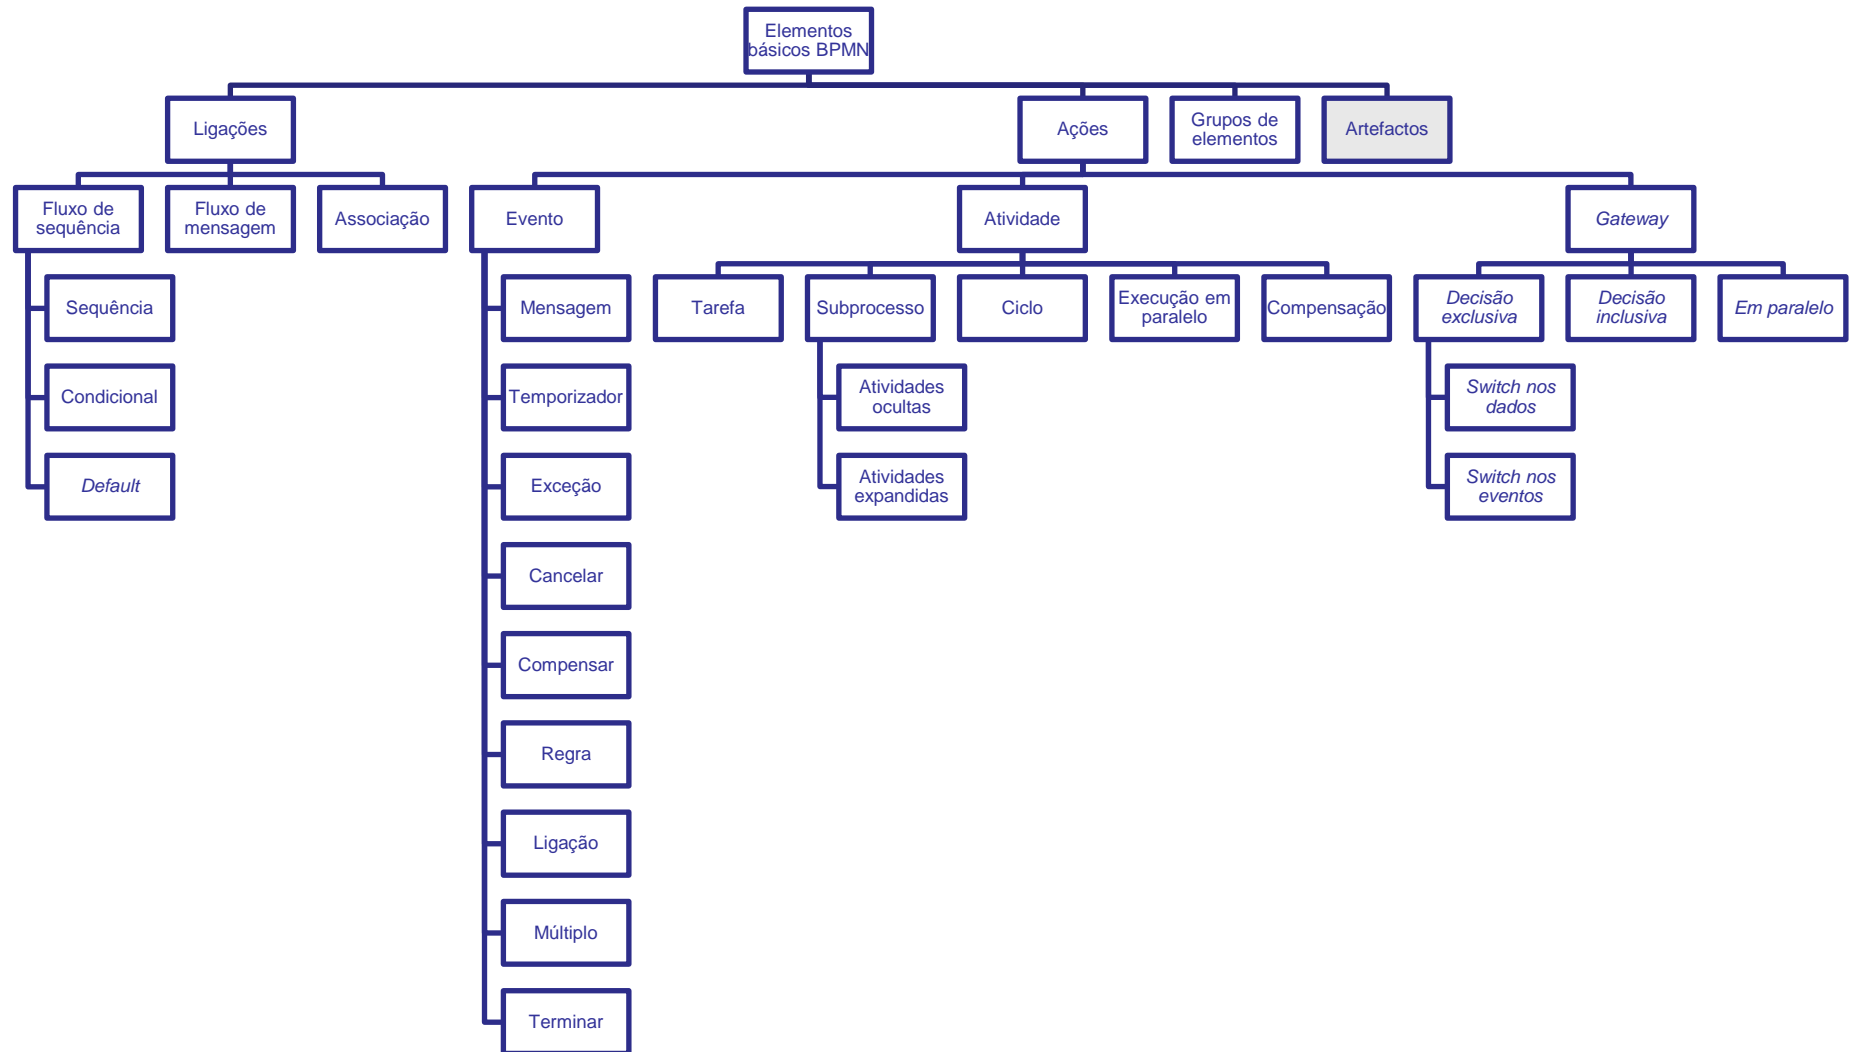 Elementos
básicos BPMN
Ligações
Ações
Grupos de
elementos
Artefactos
Fluxo de
sequência
Fluxo de
mensagem
Associação
Evento
Atividade
Gateway
Sequência
Condicional
Default
Mensagem
Temporizador
Exceção
Cancelar
Compensar
Regra
Ligação
Múltiplo
Terminar
Tarefa
Subprocesso
Ciclo
Execução em
paralelo
Compensação
Atividades
ocultas
Atividades
expandidas
Decisão
exclusiva
Decisão
inclusiva
Em paralelo
Switch nos
dados
Switch nos
eventos